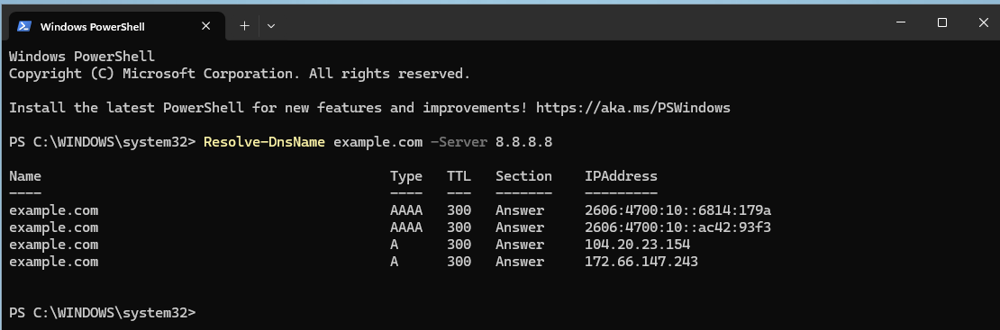 Windows PowerShell
Windows PowerShell
Copyright (C) Microsoft Corporation. All rights reserved.
Install the latest PowerShell for new features and improvements! https://aka.ms/PSWindows
PS C:\WINDOWS\system32> Resolve-DnsName example.com -Server 8.8.8.8
Name                                           Type   TTL   Section    IPAddress
----                                           ----   ---   -------    ---------
example.com                                    AAAA   300   Answer     2606:4700:10::6814:179a
example.com                                    AAAA   300   Answer     2606:4700:10::ac42:93f3
example.com                                    A      300   Answer     104.20.23.154
example.com                                    A      300   Answer     172.66.147.243
PS C:\WINDOWS\system32>